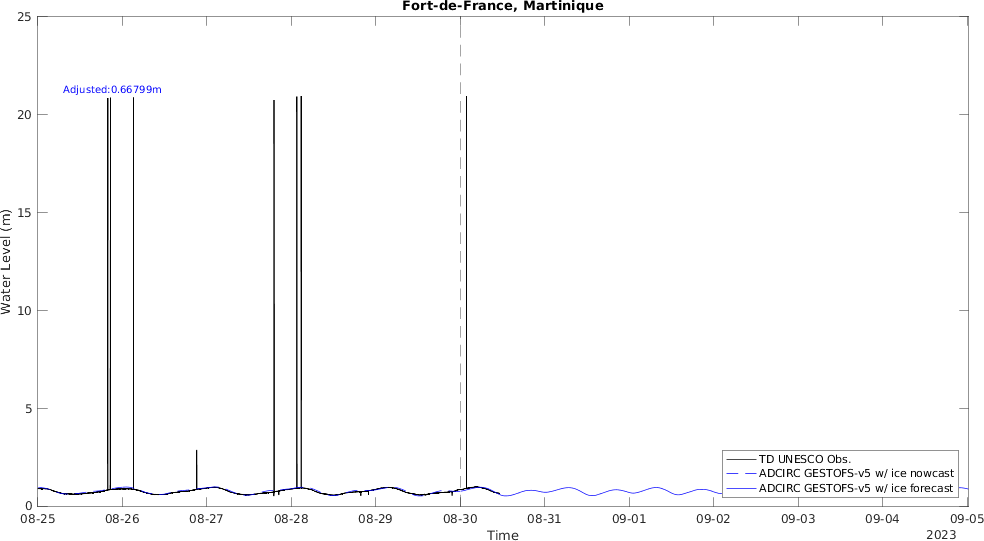 Fort-de-France, Martinique
25
Adjusted:0.66799m
20
15
Water Level (m)
10
5
TD UNESCO Obs.
ADCIRC GESTOFS-v5 w/ ice nowcast
ADCIRC GESTOFS-v5 w/ ice forecast
0
08-25 08-26 08-27 08-28 08-29 08-30 08-31 09-01 09-02 09-03 09-04 09-05
Time
2023